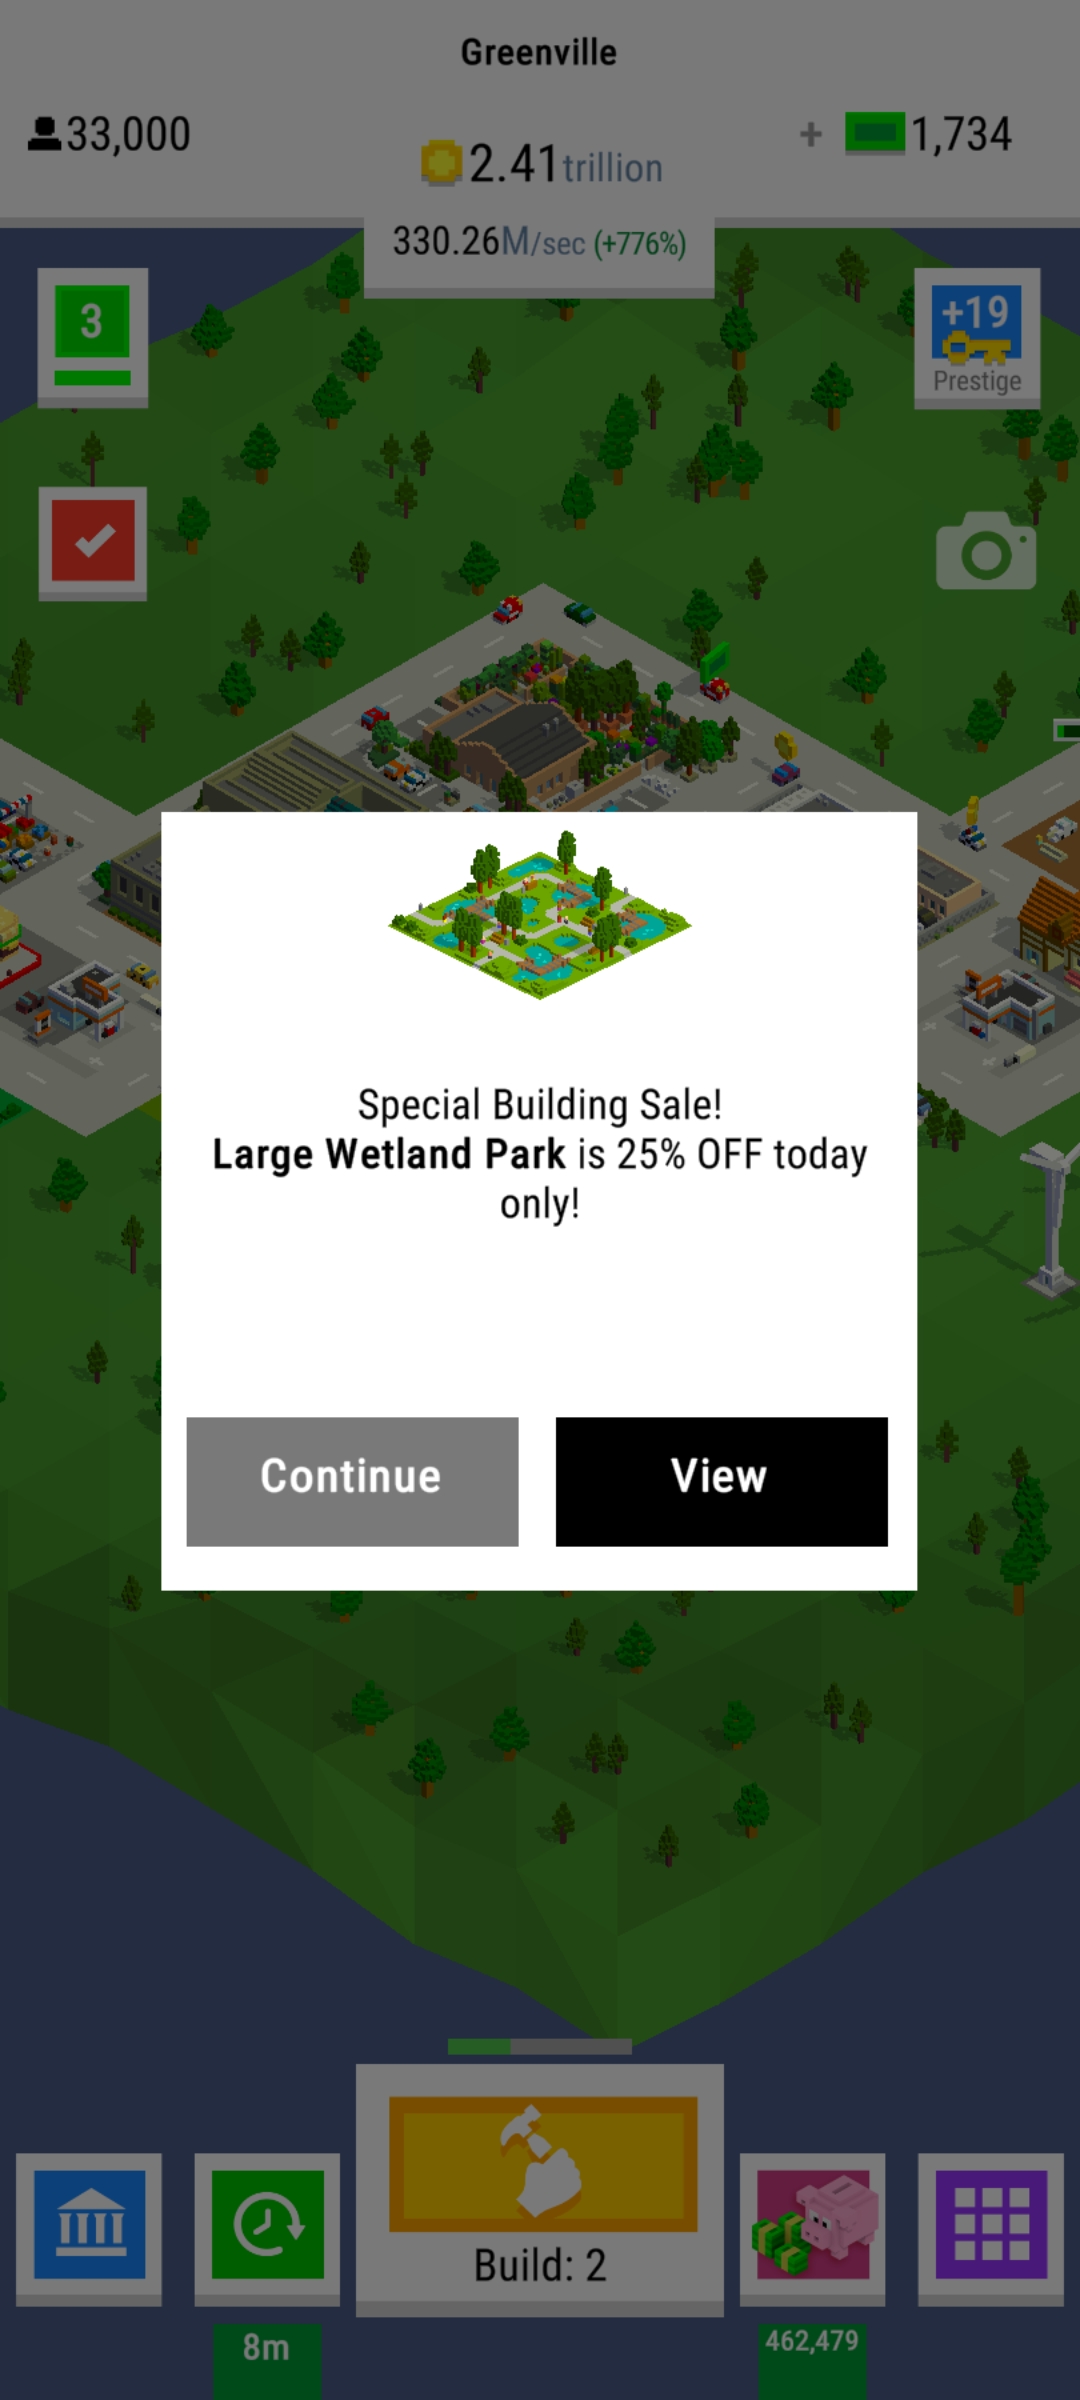 Greenville
33,000
2.41 trillion
+ 1,734
330.26M/sec (+776%)
3
+19
Prestige
Special Building Sale!
Large Wetland Park is 25% OFF today
only!
Continue
View
Build: 2
8m
462,479